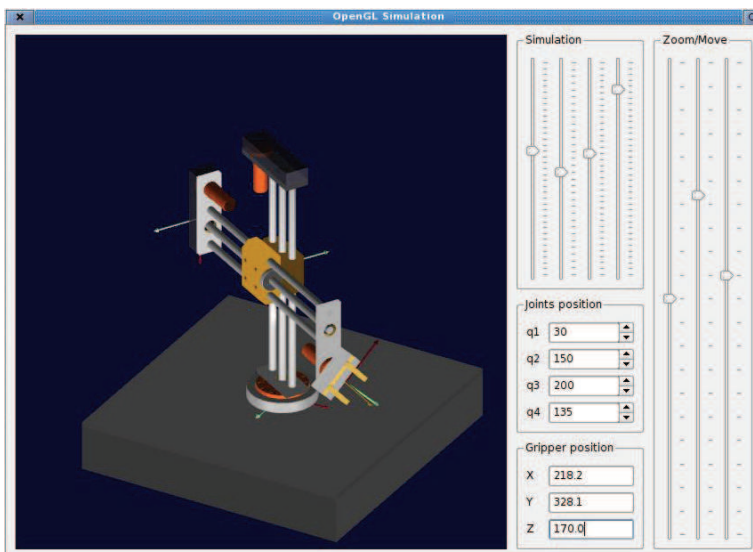 OpenGL Simulation
Simulation
Zoom/Move
Joints position
q1 30
q2 150
q3 200
q4 135
Gripper position
X 218.2
Y 328.1
Z 170.0